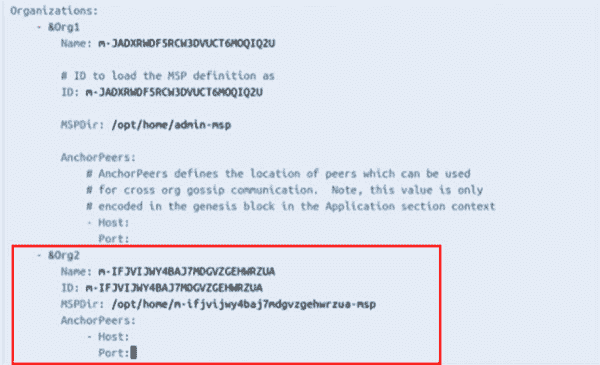 Organizations:
- &Org1
Name: m-JADXRWDF5RCW3DVUCT6MOQIQ2U
# ID to load the MSP definition as
ID: m-JADXRWDF5RCW3DVUCT6MOQIQ2U
MSPDir: /opt/home/admin-msp
AnchorPeers:
# AnchorPeers defines the location of peers which can be used
# for cross org gossip communication.  Note, this value is only
# encoded in the genesis block in the Application section context
- Host:
Port:
- &Org2
Name: m-IFJVIJWY4BAJ7MDGVZGEHWRZUA
ID: m-IFJVIJWY4BAJ7MDGVZGEHWRZUA
MSPDir: /opt/home/m-ifjvijwy4baj7mdgvzgehwrzua-msp
AnchorPeers:
- Host:
Port: